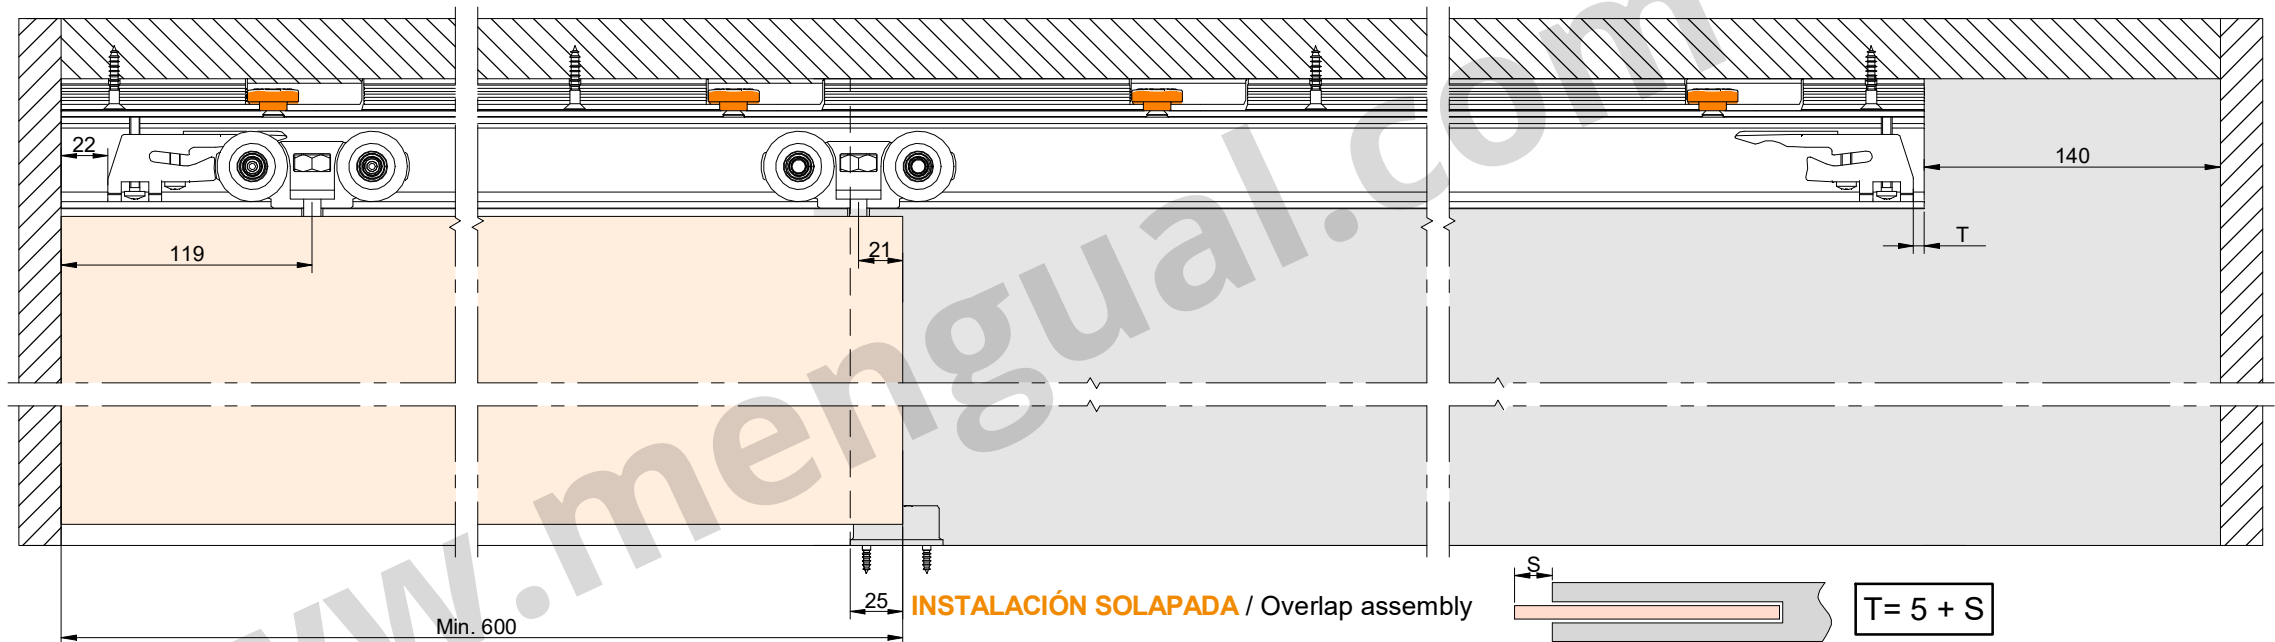 22
140
T
119
21
www.mengual.com
S
25
INSTALACIÓN SOLAPADA / Overlap assembly
T= 5 + S
Min. 600